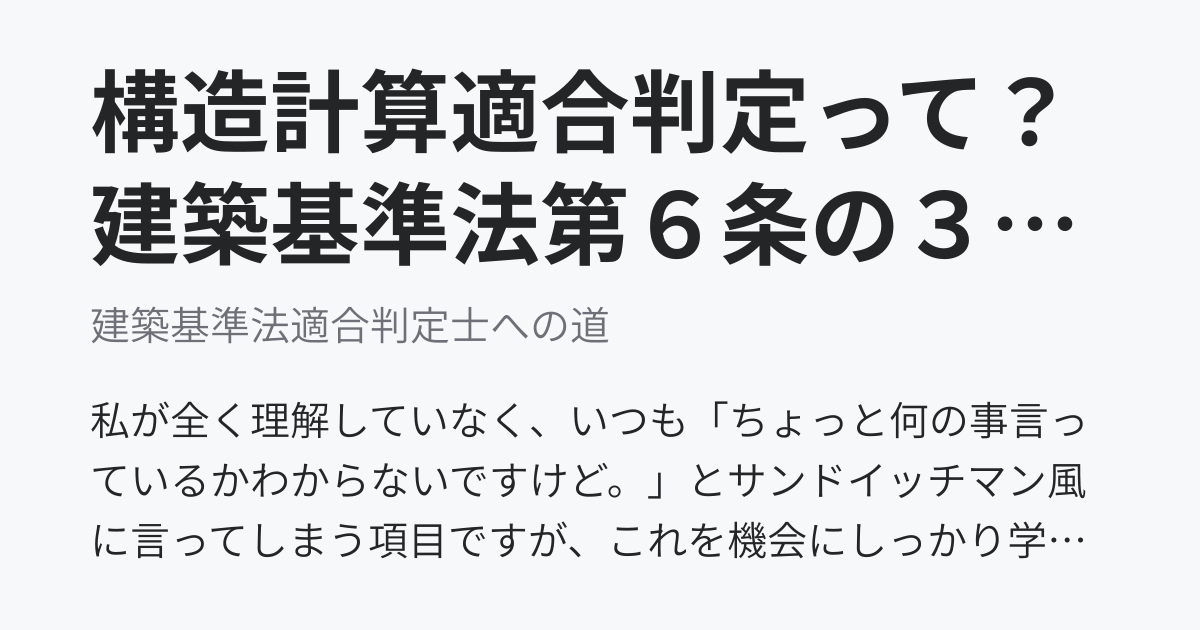 構造計算適合判定って？
建築基準法第６条の３…
建築基準法適合判定士への道
私が全く理解していなく、いつも「ちょっと何の事言っ
ているかわからないですけど。」とサンドイッチマン風
に言ってしまう項目ですが、これを機会にしっかり学…